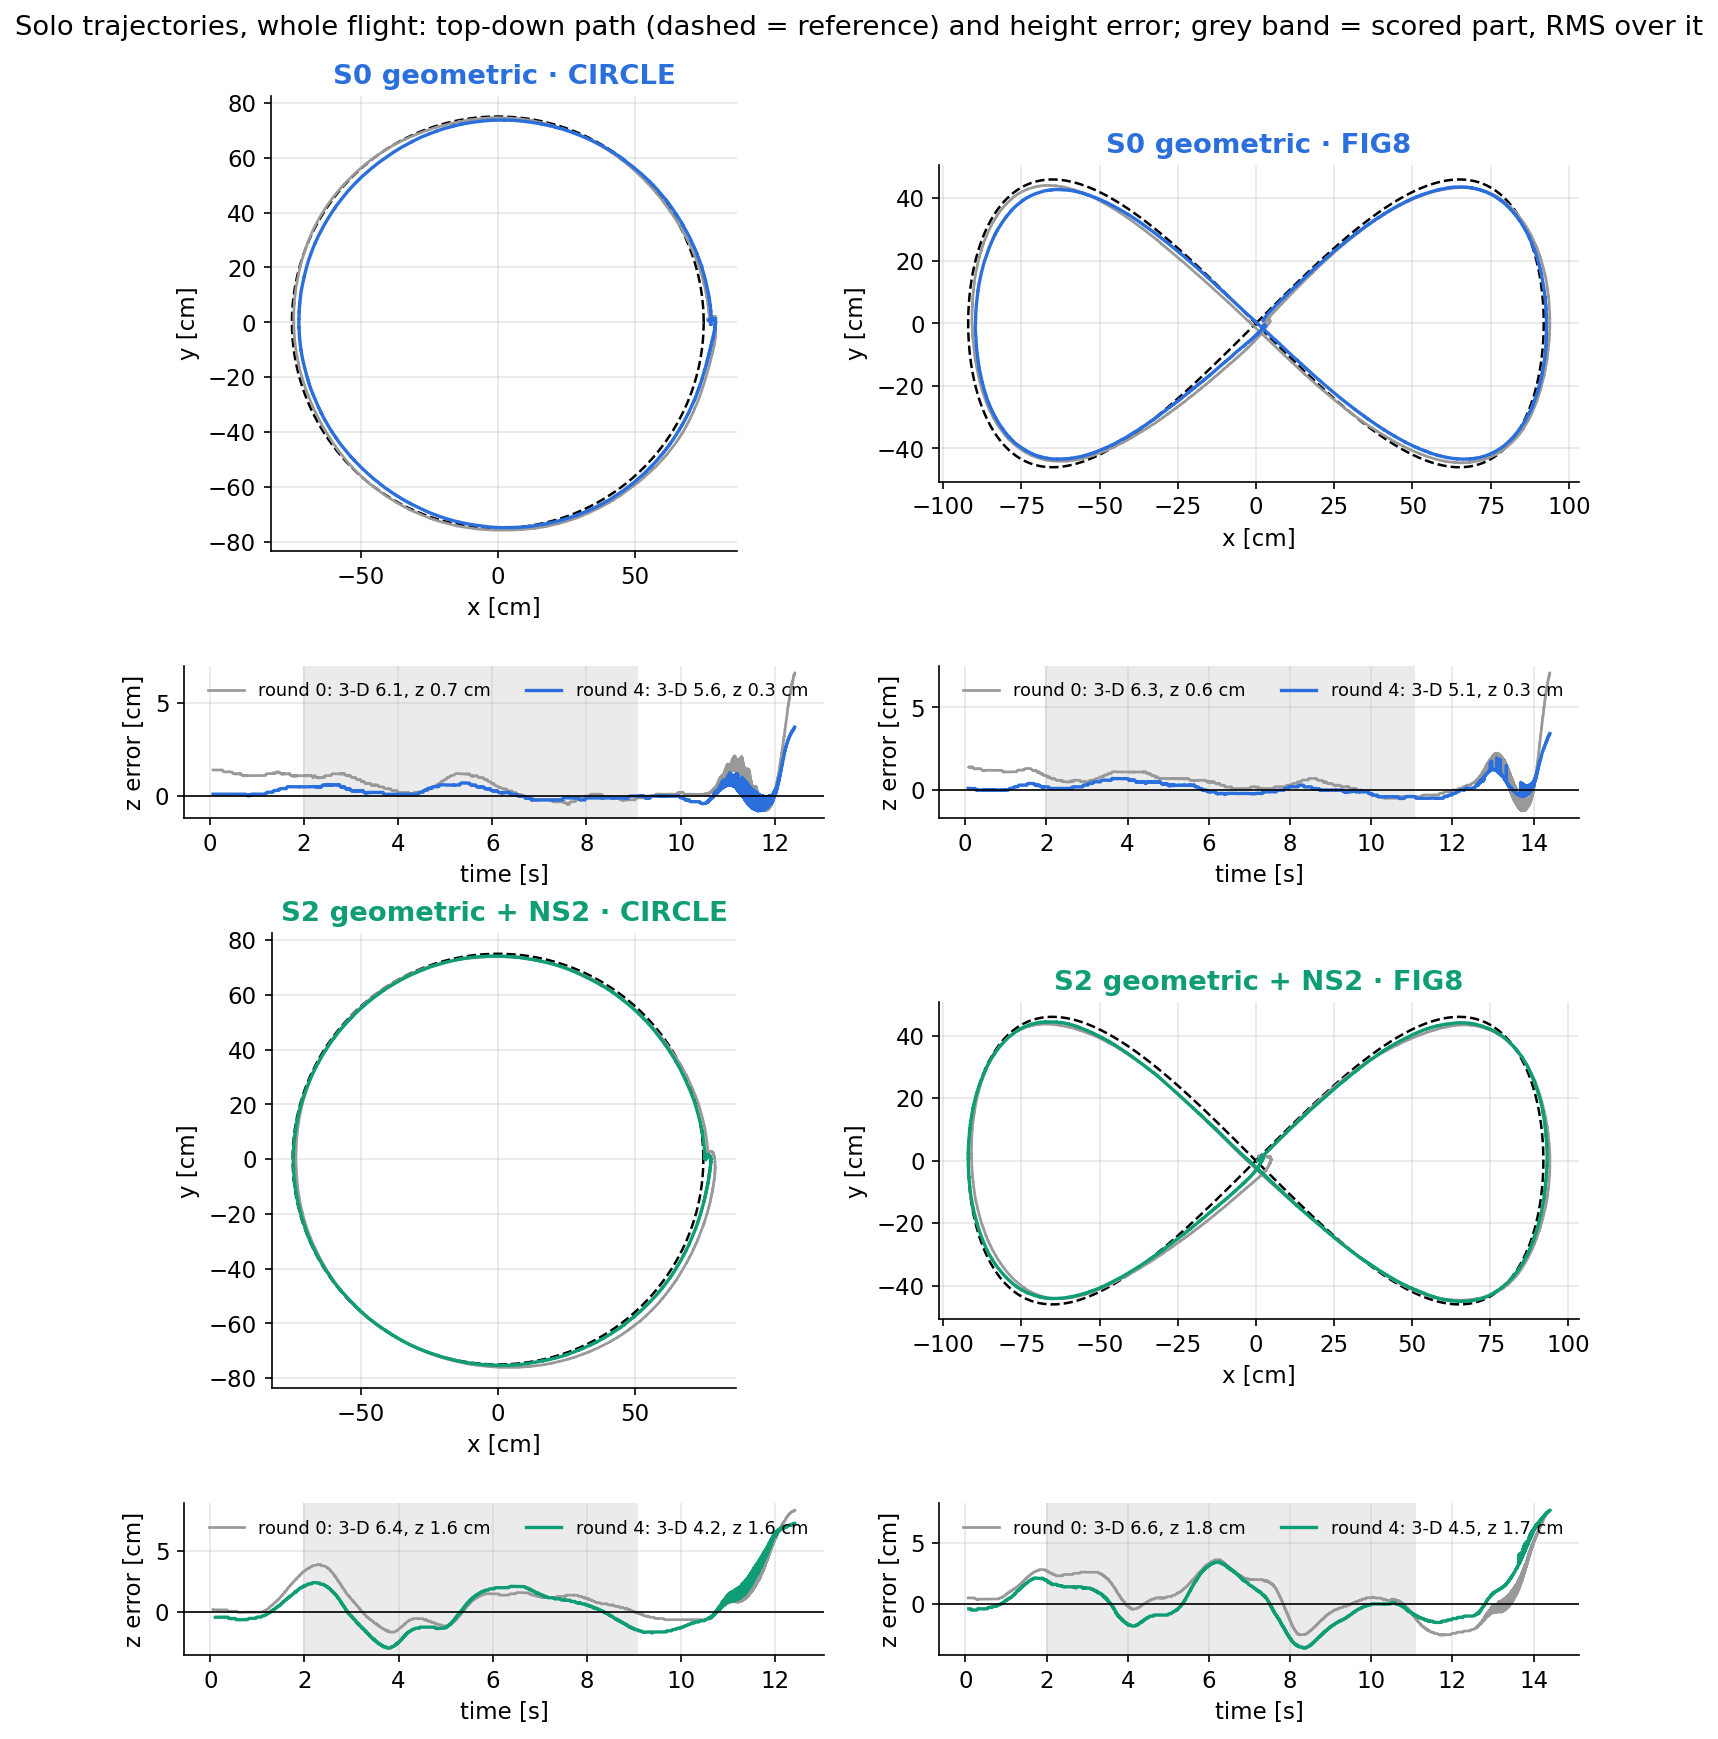 Solo trajectories, whole flight: top-down path (dashed = reference) and height error; grey band = scored part, RMS over it
S0 geometric · CIRCLE
80
60
40
20
0
−20
−40
−60
−80
y [cm]
−50 0 50
x [cm]
S0 geometric · FIG8
40
20
0
−20
−40
y [cm]
−100 −75 −50 −25 0 25 50 75 100
x [cm]
round 0: 3-D 6.1, z 0.7 cm round 4: 3-D 5.6, z 0.3 cm
5
0
z error [cm]
0 2 4 6 8 10 12
time [s]
round 0: 3-D 6.3, z 0.6 cm round 4: 3-D 5.1, z 0.3 cm
5
0
z error [cm]
0 2 4 6 8 10 12 14
time [s]
S2 geometric + NS2 · CIRCLE
80
60
40
20
0
−20
−40
−60
−80
y [cm]
−50 0 50
x [cm]
S2 geometric + NS2 · FIG8
40
20
0
−20
−40
y [cm]
−100 −75 −50 −25 0 25 50 75 100
x [cm]
round 0: 3-D 6.4, z 1.6 cm round 4: 3-D 4.2, z 1.6 cm
5
0
z error [cm]
0 2 4 6 8 10 12
time [s]
round 0: 3-D 6.6, z 1.8 cm round 4: 3-D 4.5, z 1.7 cm
5
0
z error [cm]
0 2 4 6 8 10 12 14
time [s]